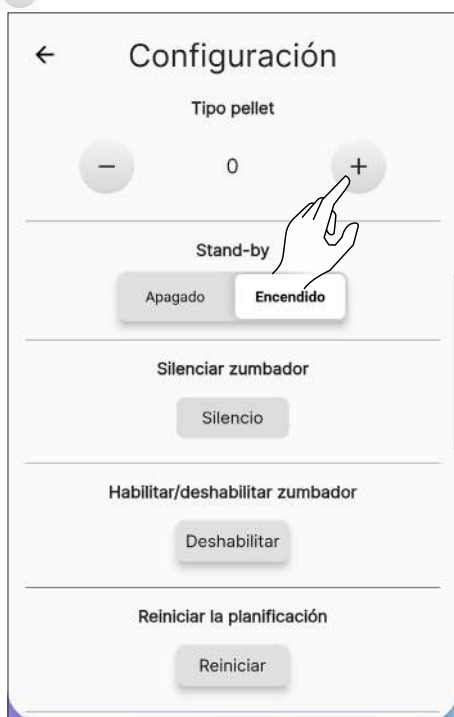 Configuración
Tipo pellet
− 0 +
Stand-by
Apagado Encendido
Silenciar zumbador
Silencio
Habilitar/deshabilitar zumbador
Deshabilitar
Reiniciar la planificación
Reiniciar